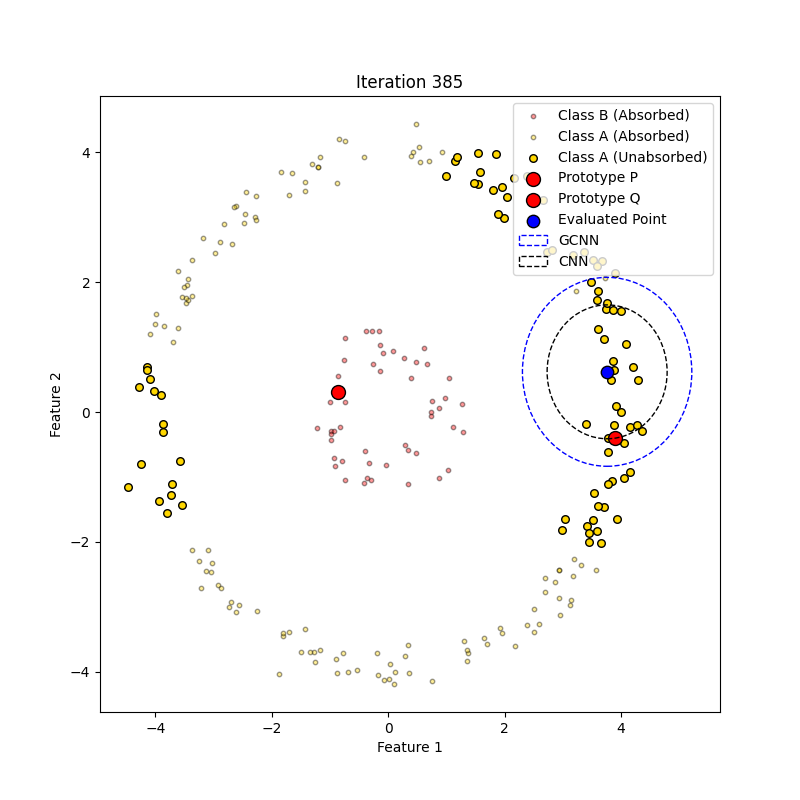 Iteration 385
Class B (Absorbed)
Class A (Absorbed)
Class A (Unabsorbed)
Prototype P
Prototype Q
Evaluated Point
GCNN
CNN
4
2
0
−2
−4
Feature 2
−4
−2
0
2
4
Feature 1